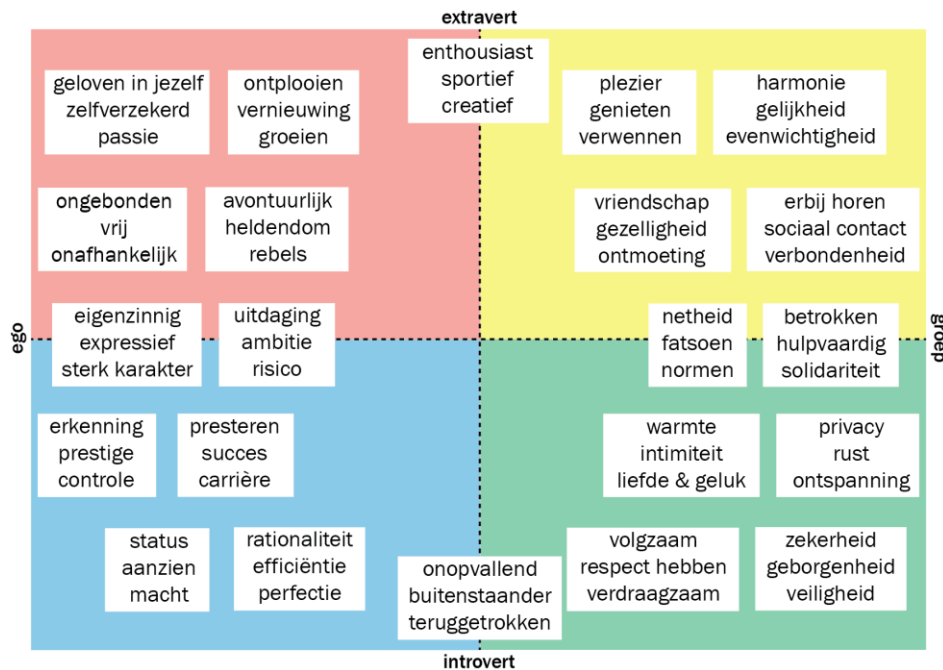 extravert
enthousiast
sportief
creatief
geloven in jezelf
zelfverzekerd
passie
ontplooien
vernieuwing
groeien
plezier
genieten
verwennen
harmonie
gelijkheid
evenwichtigheid
ongebonden
vrij
onafhankelijk
avontuurlijk
heldendom
rebels
vriendschap
gezelligheid
ontmoeting
erbij horen
sociaal contact
verbondenheid
ego
eigenzinnig
expressief
sterk karakter
uitdaging
ambitie
risico
netheid
fatsoen
normen
betrokken
hulpvaardig
solidariteit
groep
erkenning
prestige
controle
presteren
succes
carrière
warmte
intimiteit
liefde & geluk
privacy
rust
ontspanning
status
aanzien
macht
rationaliteit
efficiëntie
perfectie
onopvallend
buitenstaander
teruggetrokken
volgzaam
respect hebben
verdraagzaam
zekerheid
geborgenheid
veiligheid
introvert